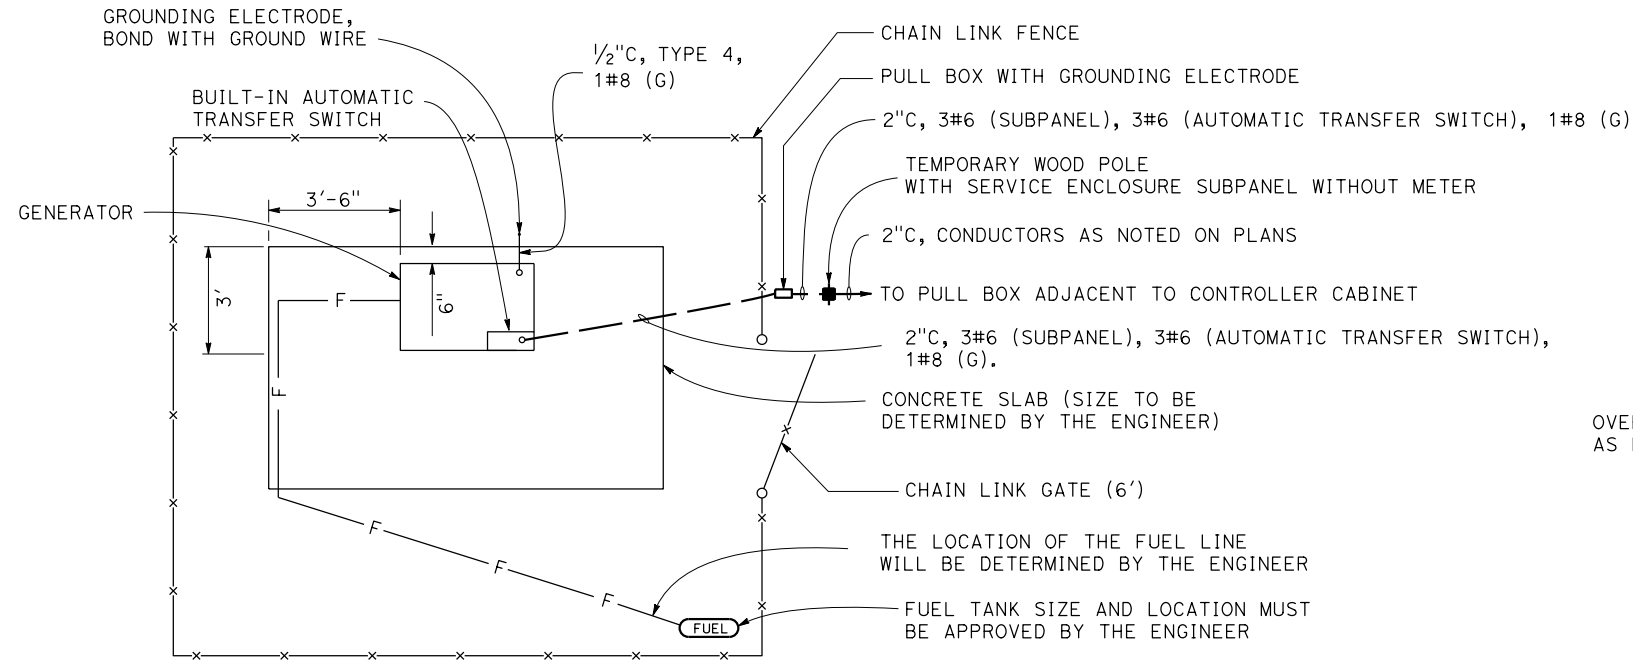 GROUNDING ELECTRODE,
BOND WITH GROUND WIRE
1/2"C, TYPE 4,
1#8 (G)
BUILT-IN AUTOMATIC
TRANSFER SWITCH
CHAIN LINK FENCE
PULL BOX WITH GROUNDING ELECTRODE
2"C, 3#6 (SUBPANEL), 3#6 (AUTOMATIC TRANSFER SWITCH), 1#8 (G)
TEMPORARY WOOD POLE
WITH SERVICE ENCLOSURE SUBPANEL WITHOUT METER
GENERATOR
3'-6"
2"C, CONDUCTORS AS NOTED ON PLANS
3'
6"
F
TO PULL BOX ADJACENT TO CONTROLLER CABINET
2"C, 3#6 (SUBPANEL), 3#6 (AUTOMATIC TRANSFER SWITCH),
1#8 (G).
F
CONCRETE SLAB (SIZE TO BE
DETERMINED BY THE ENGINEER)
CHAIN LINK GATE (6')
F
F
F
THE LOCATION OF THE FUEL LINE
WILL BE DETERMINED BY THE ENGINEER
FUEL
FUEL TANK SIZE AND LOCATION MUST
BE APPROVED BY THE ENGINEER
AS